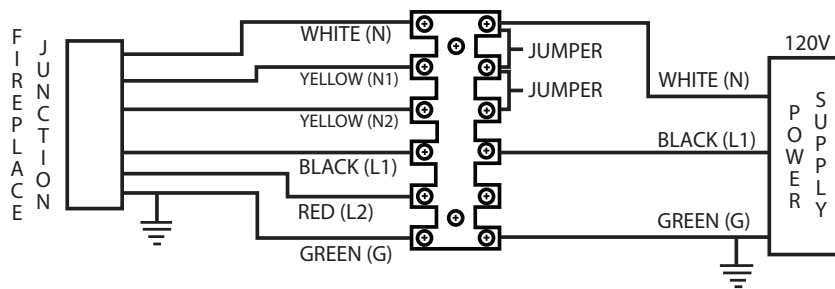 FIREPLACE
JUNCTION
WHITE (N)
YELLOW (N1)
YELLOW (N2)
BLACK (L1)
RED (L2)
GREEN (G)
JUMPER
JUMPER
WHITE (N)
BLACK (L1)
GREEN (G)
120V
POWER
SUPPLY